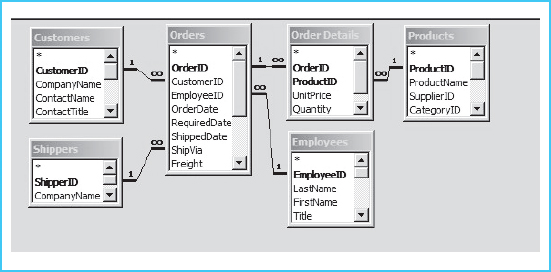 Customers
*
CustomerID
CompanyName
ContactName
ContactTitle
1
∞
Orders
*
OrderID
CustomerID
EmployeeID
OrderDate
RequiredDate
ShippedDate
ShipVia
Freight
1
∞
∞
Order Details
*
OrderID
ProductID
UnitPrice
Quantity
∞
1
Products
*
ProductID
ProductName
SupplierID
CategoryID
Shippers
*
ShipperID
CompanyName
1
∞
Employees
*
EmployeeID
LastName
FirstName
Title
1